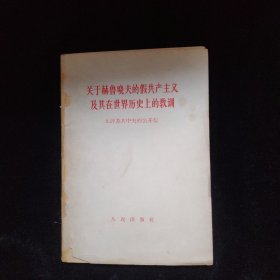 关于赫鲁晓夫的假共产主义
及其在世界历史上的教训
九评苏共中央的公开信
人民出版社